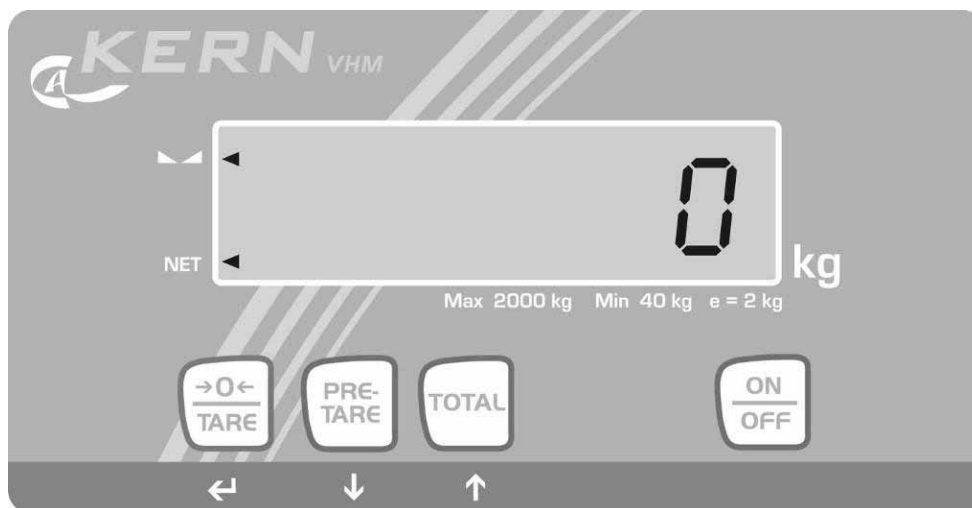 KERN VHM
0
NET
kg
Max 2000 kg Min 40 kg e = 2 kg
→0← TARE
PRE-TARE
TOTAL
ON OFF
↵ ↓ ↑